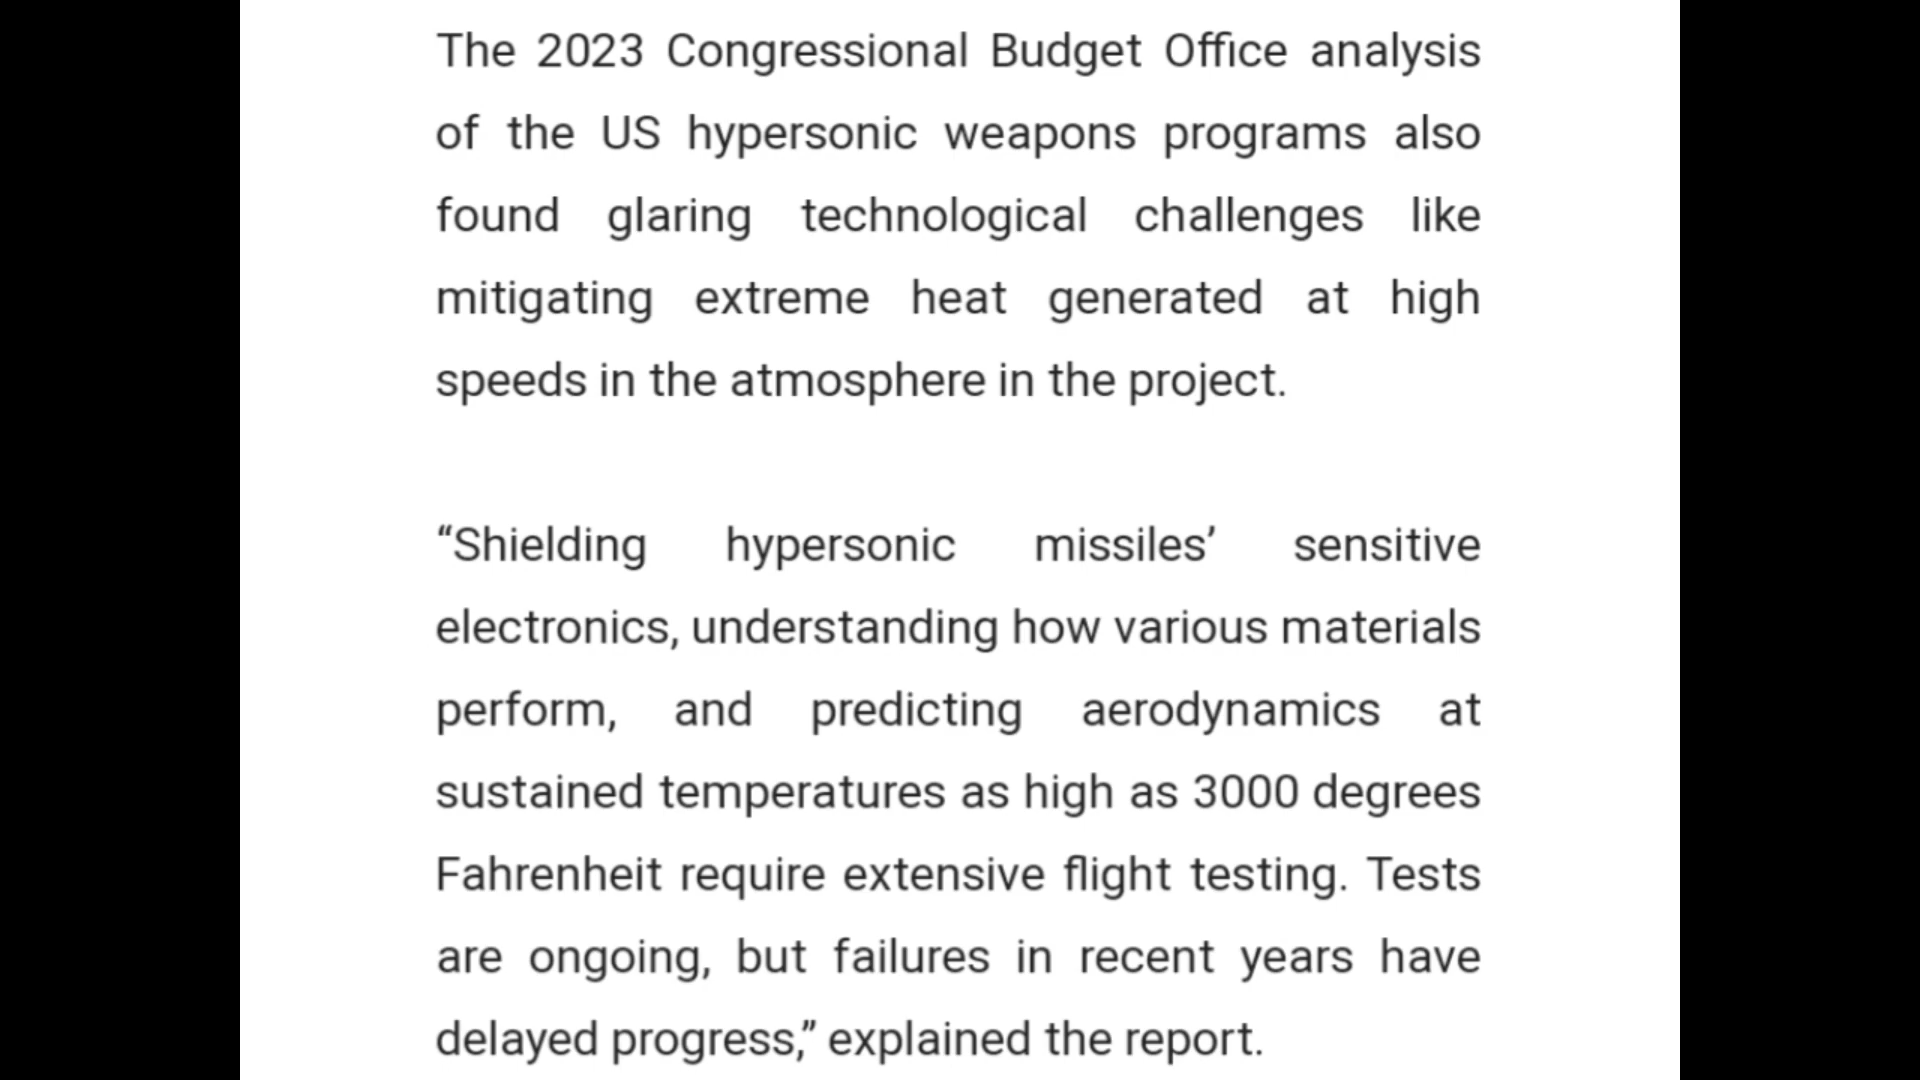 The 2023 Congressional Budget Office analysis
of the US hypersonic weapons programs also
found glaring technological challenges like
mitigating extreme heat generated at high
speeds in the atmosphere in the project.
“Shielding hypersonic missiles’ sensitive
electronics, understanding how various materials
perform, and predicting aerodynamics at
sustained temperatures as high as 3000 degrees
Fahrenheit require extensive flight testing. Tests
are ongoing, but failures in recent years have
delayed progress,” explained the report.